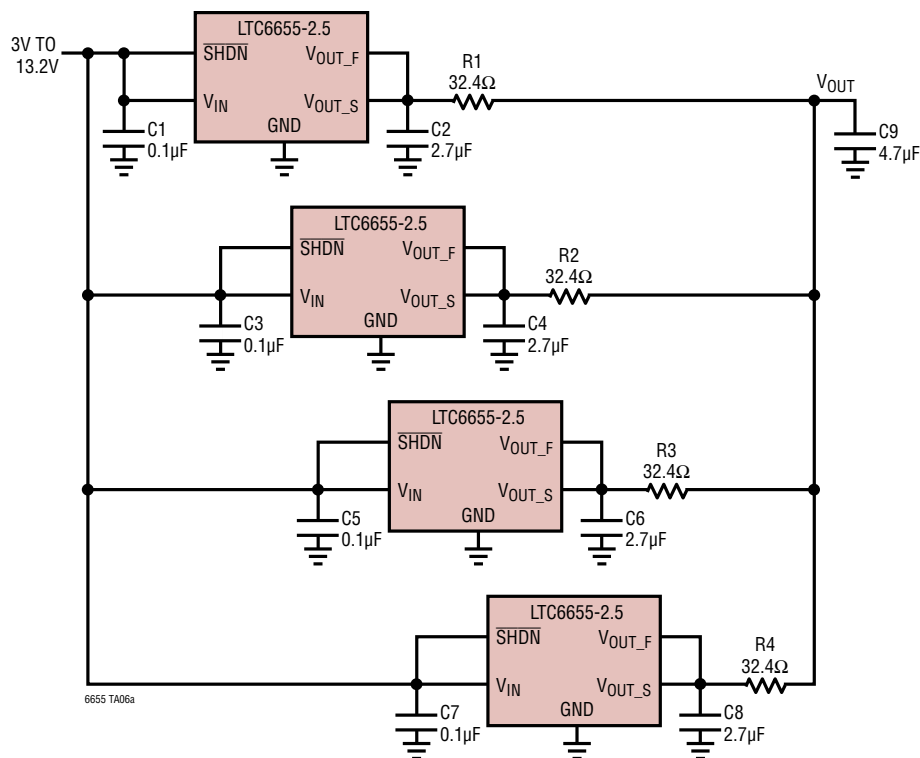 LTC6655-2.5
3V TO
13.2V
SHDN
VOUT_F
R1
32.4Ω
VOUT
VIN
VOUT_S
GND
C1
0.1µF
C2
2.7µF
C9
4.7µF
LTC6655-2.5
SHDN
VOUT_F
R2
32.4Ω
VIN
VOUT_S
GND
C3
0.1µF
C4
2.7µF
LTC6655-2.5
SHDN
VOUT_F
R3
32.4Ω
VIN
VOUT_S
GND
C5
0.1µF
C6
2.7µF
LTC6655-2.5
SHDN
VOUT_F
R4
32.4Ω
VIN
VOUT_S
GND
6655 TA06a
C7
0.1µF
C8
2.7µF